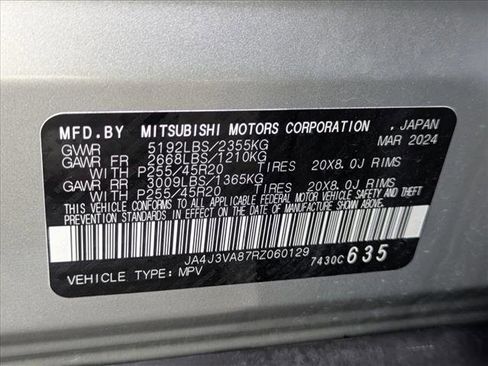 MFD.BY MITSUBISHI MOTORS CORPORATION , JAPAN
GVWR 5192LBS/2355KG MAR 2024
GAWR FR 2668LBS/1210KG
WITH P255/45R20 TIRES 20X8.0J RIMS
GAWR RR 3009LBS/1365KG
WITH P255/45R20 TIRES 20X8.0J RIMS
THIS VEHICLE CONFORMS TO ALL APPLICABLE FEDERAL MOTOR VEHICLE SAFETY AND THEFT
PREVENTION STANDARDS IN EFFECT ON THE DATE OF MANUFACTURE SHOWN ABOVE.
JA4J3VA87RZ060129
VEHICLE TYPE: MPV 7430C 635